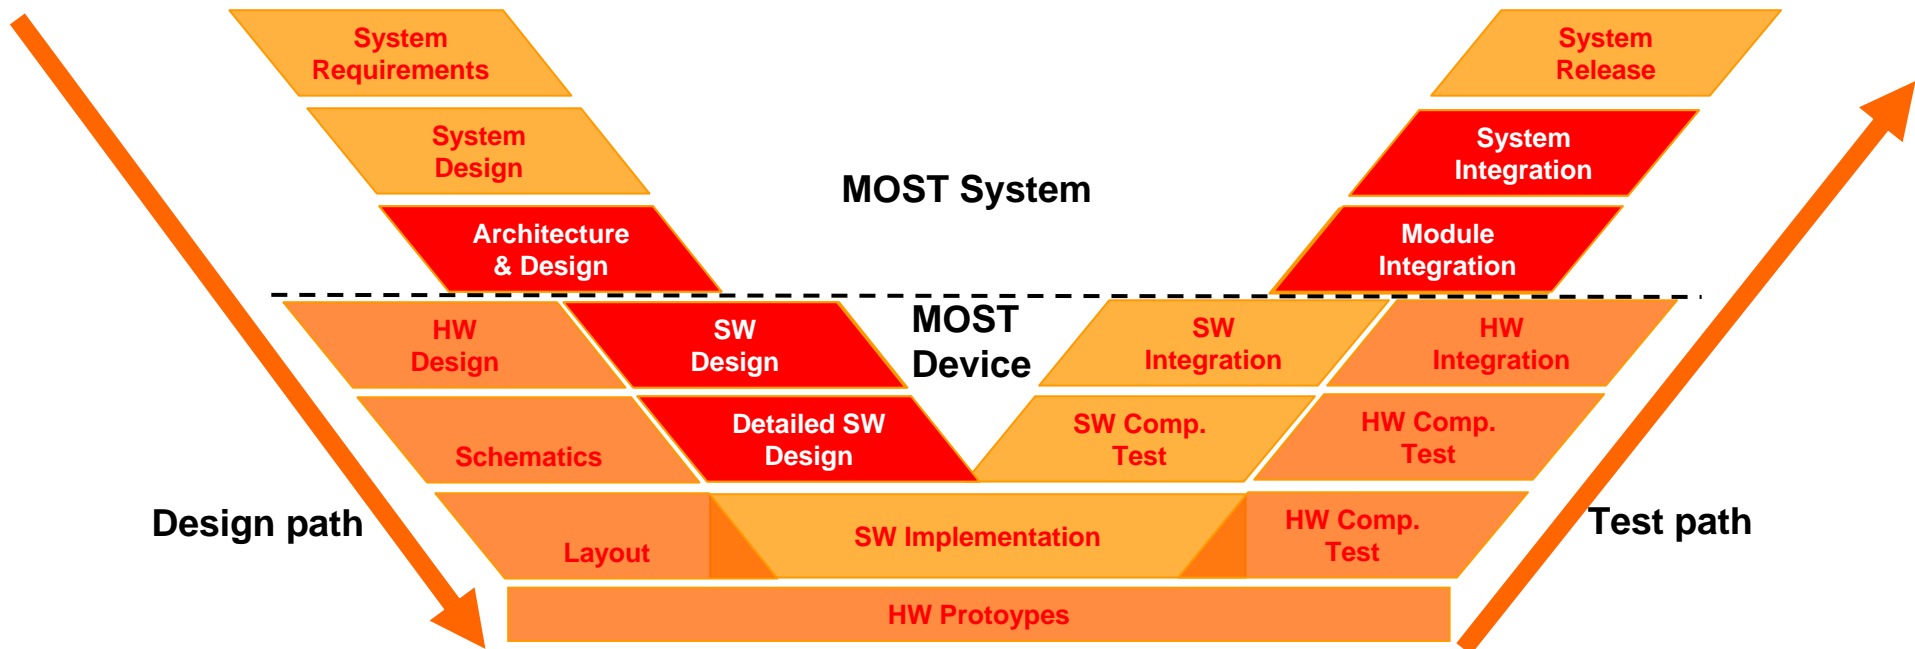 System
Requirements
System
Release
System
Design
System
Integration
MOST System
Architecture
& Design
Module
Integration
HW
Design
SW
Design
MOST
Device
SW
Integration
HW
Integration
Schematics
Detailed SW
Design
SW Comp.
Test
HW Comp.
Test
Design path
Layout
SW Implementation
HW Comp.
Test
Test path
HW Protoypes